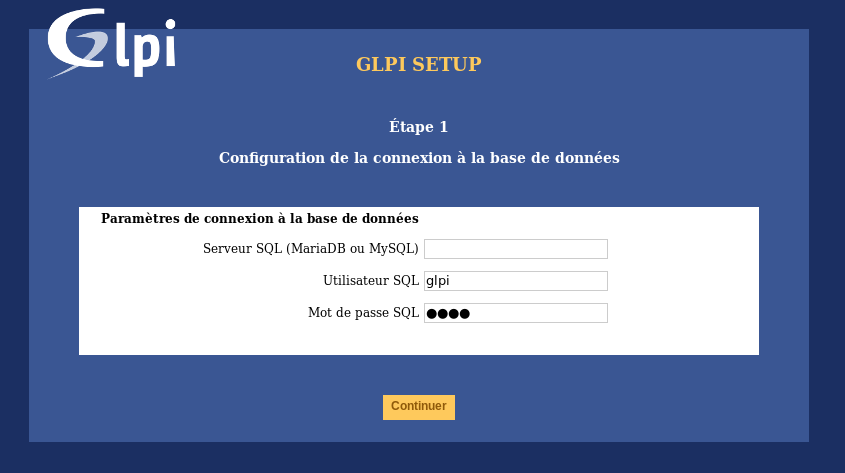 Glpi
GLPI SETUP
Étape 1
Configuration de la connexion à la base de données
Paramètres de connexion à la base de données
Serveur SQL (MariaDB ou MySQL)
Utilisateur SQL glpi
Mot de passe SQL ●●●●
Continuer